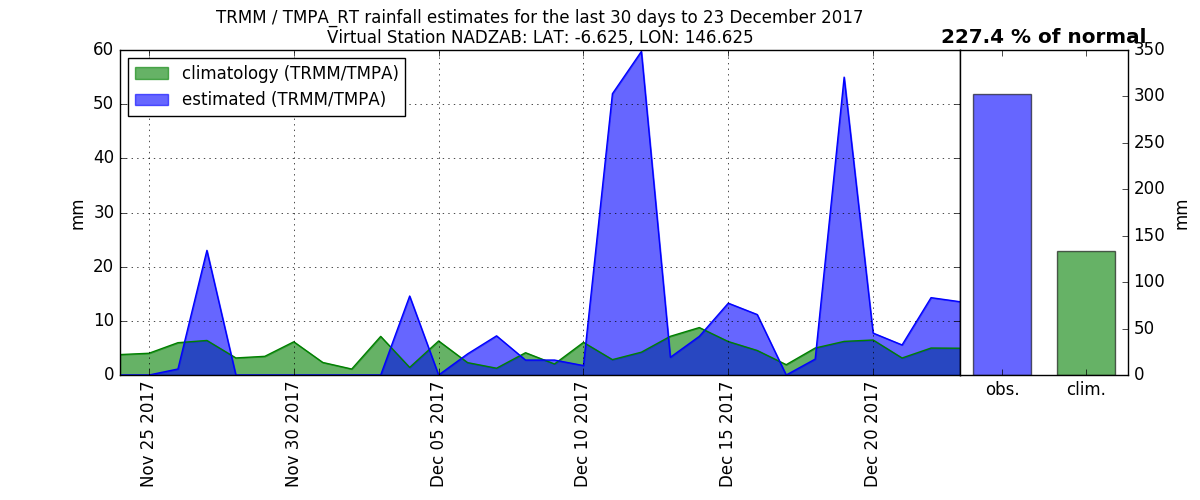 TRMM / TMPA_RT rainfall estimates for the last 30 days to 23 December 2017
Virtual Station NADZAB: LAT: -6.625, LON: 146.625
227.4 % of normal
climatology (TRMM/TMPA)
estimated (TRMM/TMPA)
mm
60
50
40
30
20
10
0
Nov 25 2017
Nov 30 2017
Dec 05 2017
Dec 10 2017
Dec 15 2017
Dec 20 2017
obs.
clim.
350
300
250
200
150
100
50
0
mm